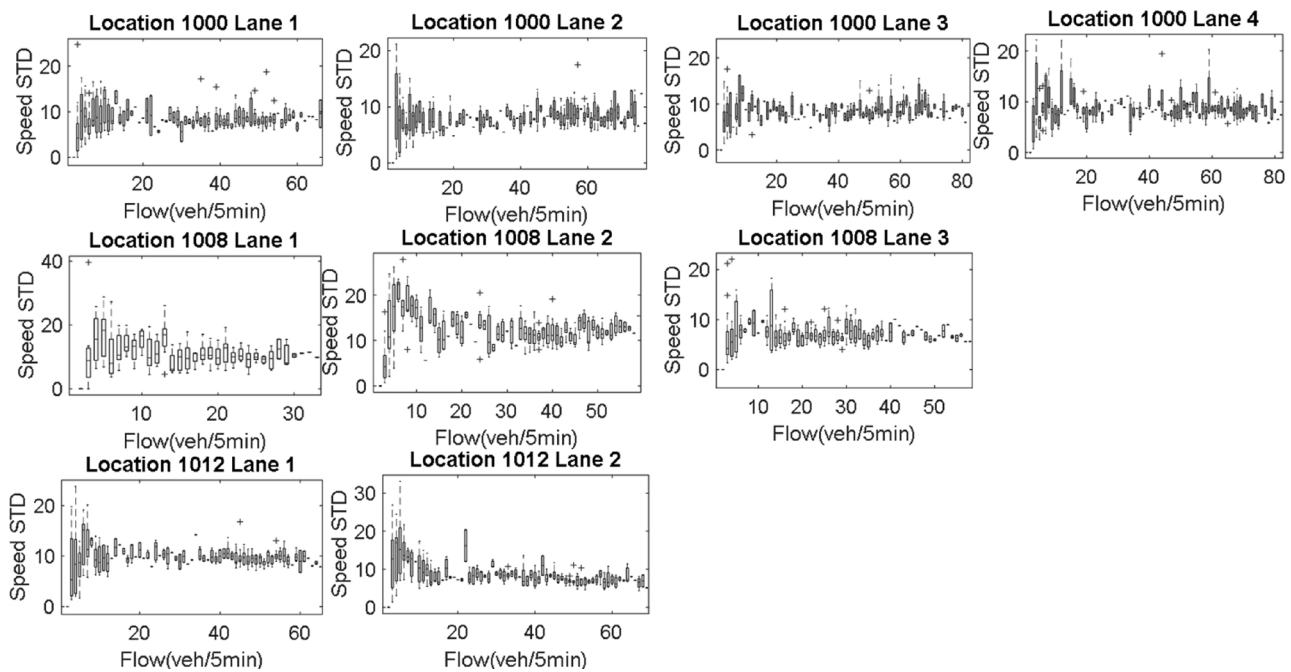 Location 1000 Lane 1
Speed STD
20
10
0
20
40
60
Flow(veh/5min)
Location 1000 Lane 2
Speed STD
20
10
0
20
40
60
Flow(veh/5min)
Location 1000 Lane 3
Speed STD
20
10
0
20
40
60
80
Flow(veh/5min)
Location 1000 Lane 4
Speed STD
20
10
0
20
40
60
80
Flow(veh/5min)
Location 1008 Lane 1
Speed STD
40
20
0
10
20
30
Flow(veh/5min)
Location 1008 Lane 2
Speed STD
20
10
0
10
20
30
40
50
Flow(veh/5min)
Location 1008 Lane 3
Speed STD
20
10
0
10
20
30
40
50
Flow(veh/5min)
Location 1012 Lane 1
Speed STD
20
10
0
20
40
60
Flow(veh/5min)
Location 1012 Lane 2
Speed STD
30
20
10
0
20
40
60
Flow(veh/5min)